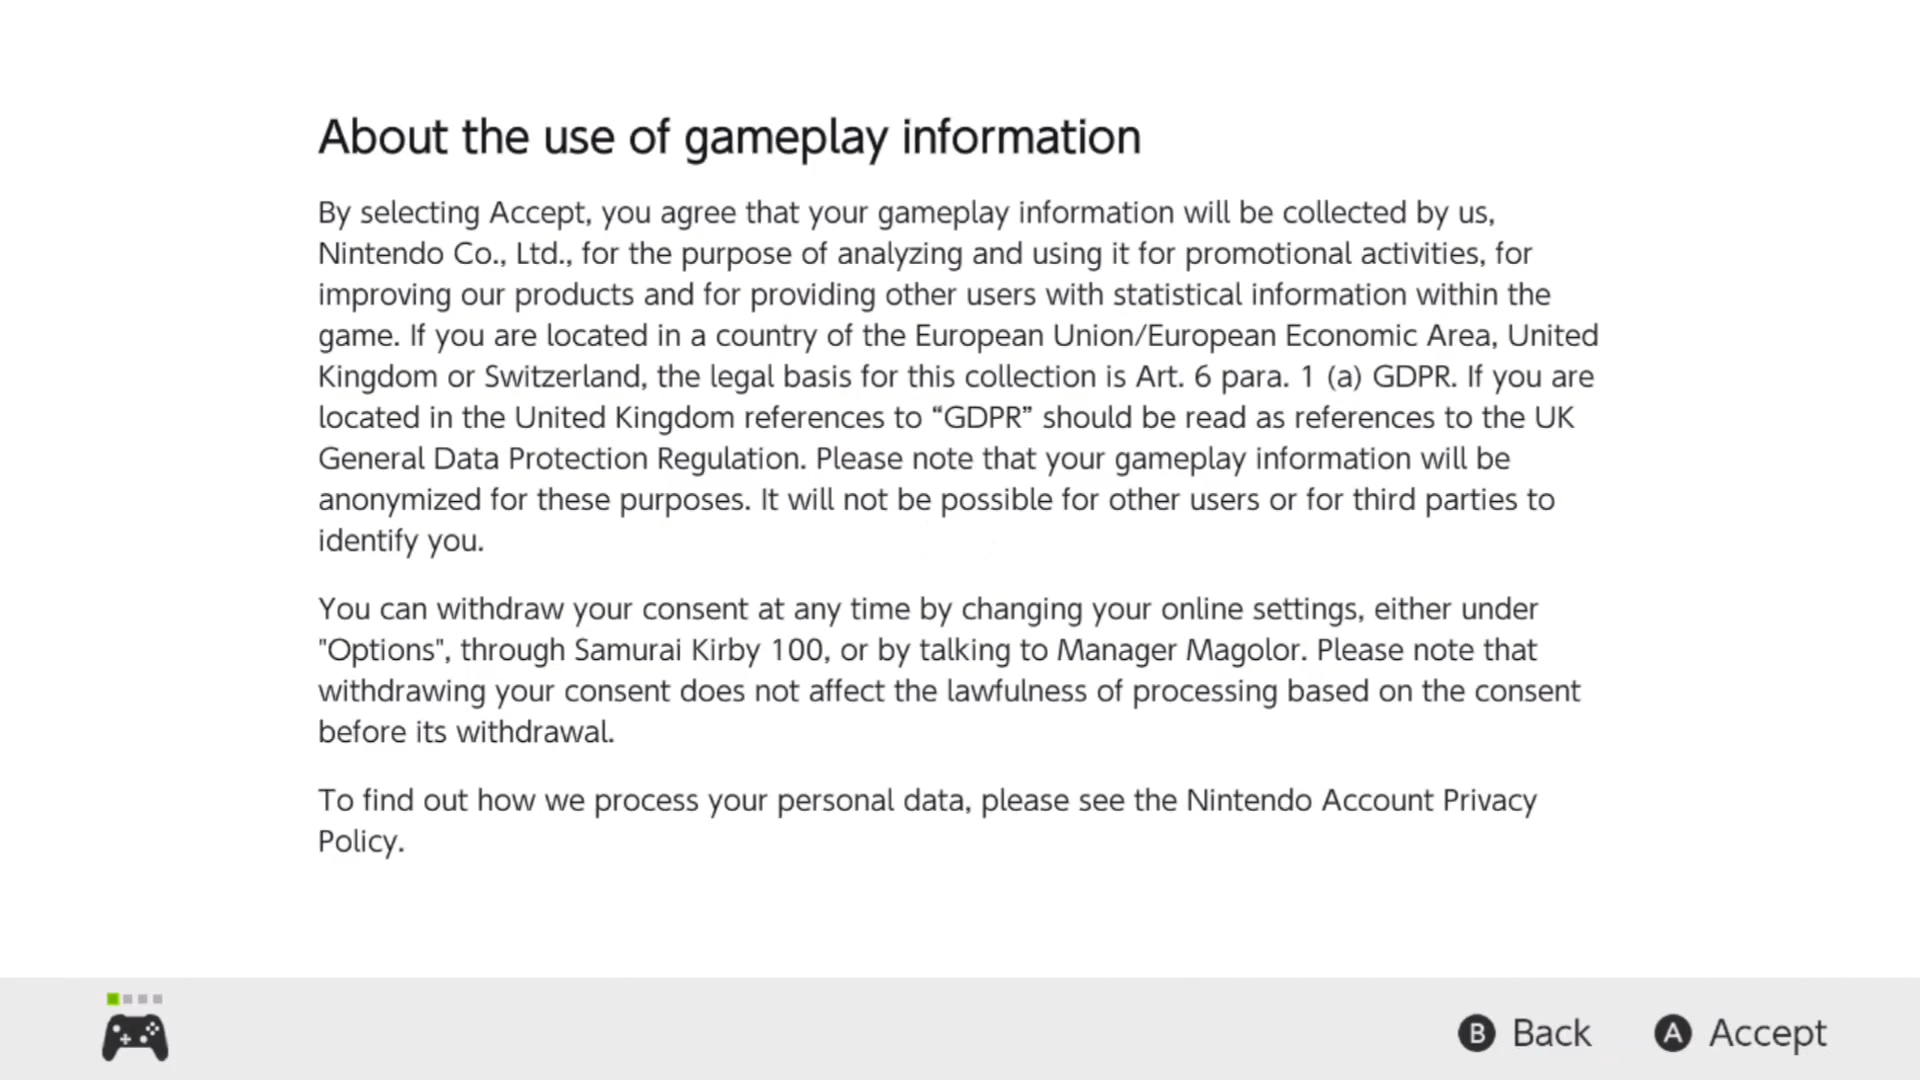 About the use of gameplay information
By selecting Accept, you agree that your gameplay information will be collected by us,
Nintendo Co., Ltd., for the purpose of analyzing and using it for promotional activities, for
improving our products and for providing other users with statistical information within the
game. If you are located in a country of the European Union/European Economic Area, United
Kingdom or Switzerland, the legal basis for this collection is Art. 6 para. 1 (a) GDPR. If you are
located in the United Kingdom references to “GDPR” should be read as references to the UK
General Data Protection Regulation. Please note that your gameplay information will be
anonymized for these purposes. It will not be possible for other users or for third parties to
identify you.
You can withdraw your consent at any time by changing your online settings, either under
"Options", through Samurai Kirby 100, or by talking to Manager Magolor. Please note that
withdrawing your consent does not affect the lawfulness of processing based on the consent
before its withdrawal.
To find out how we process your personal data, please see the Nintendo Account Privacy
Policy.
B Back A Accept